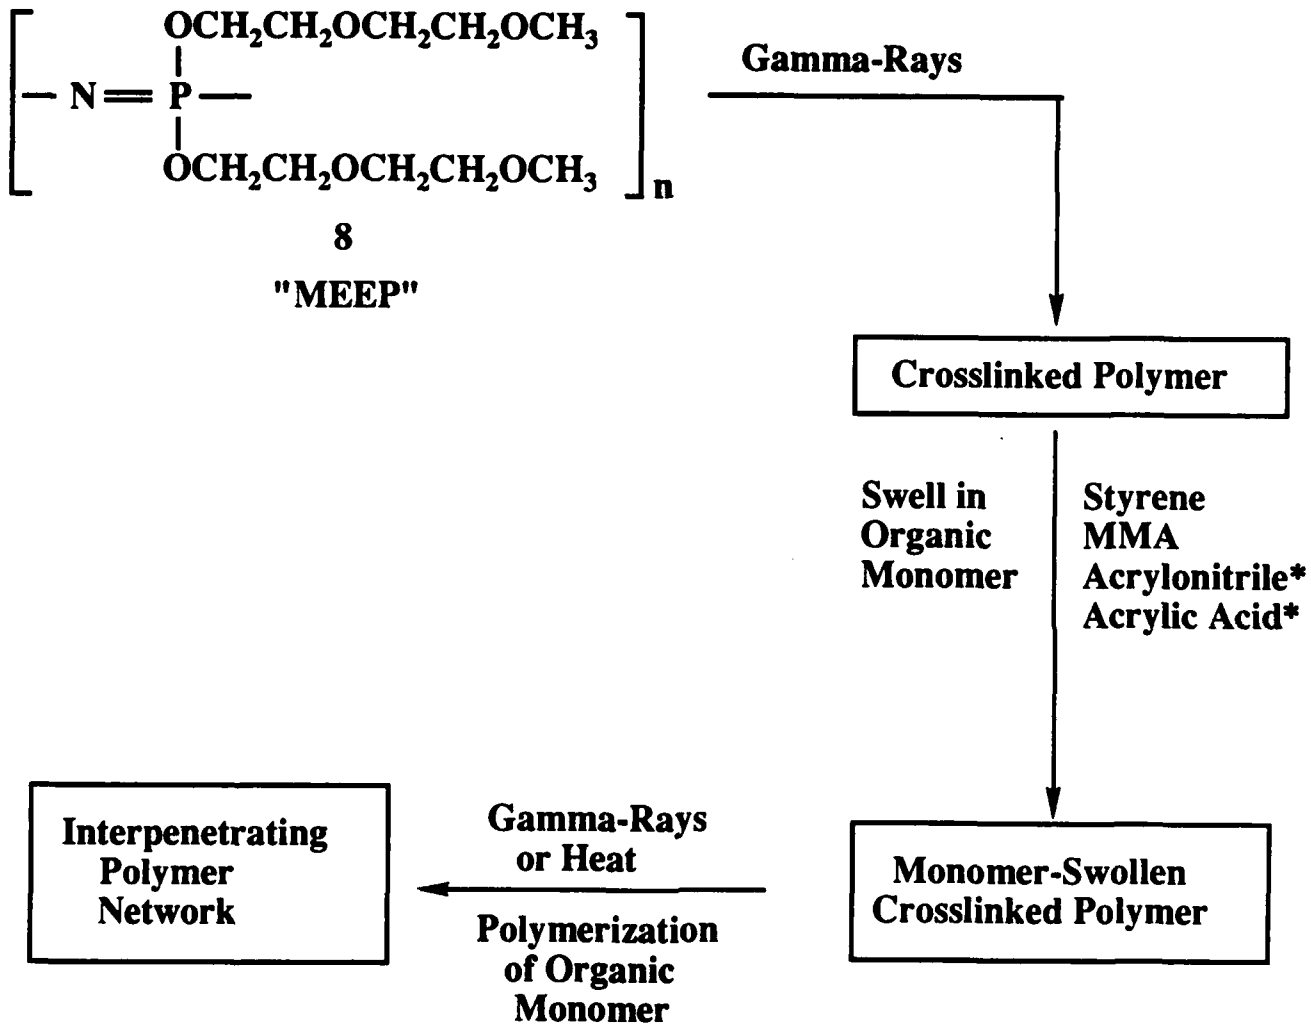 OCH₂CH₂OCH₂CH₂OCH₃
— N═P —
OCH₂CH₂OCH₂CH₂OCH₃
n
8
"MEEP"
Gamma-Rays
Crosslinked Polymer
Swell in
Organic
Monomer
Styrene
MMA
Acrylonitrile*
Acrylic Acid*
Monomer-Swollen
Crosslinked Polymer
Gamma-Rays
or Heat
Polymerization
of Organic
Monomer
Interpenetrating
Polymer
Network